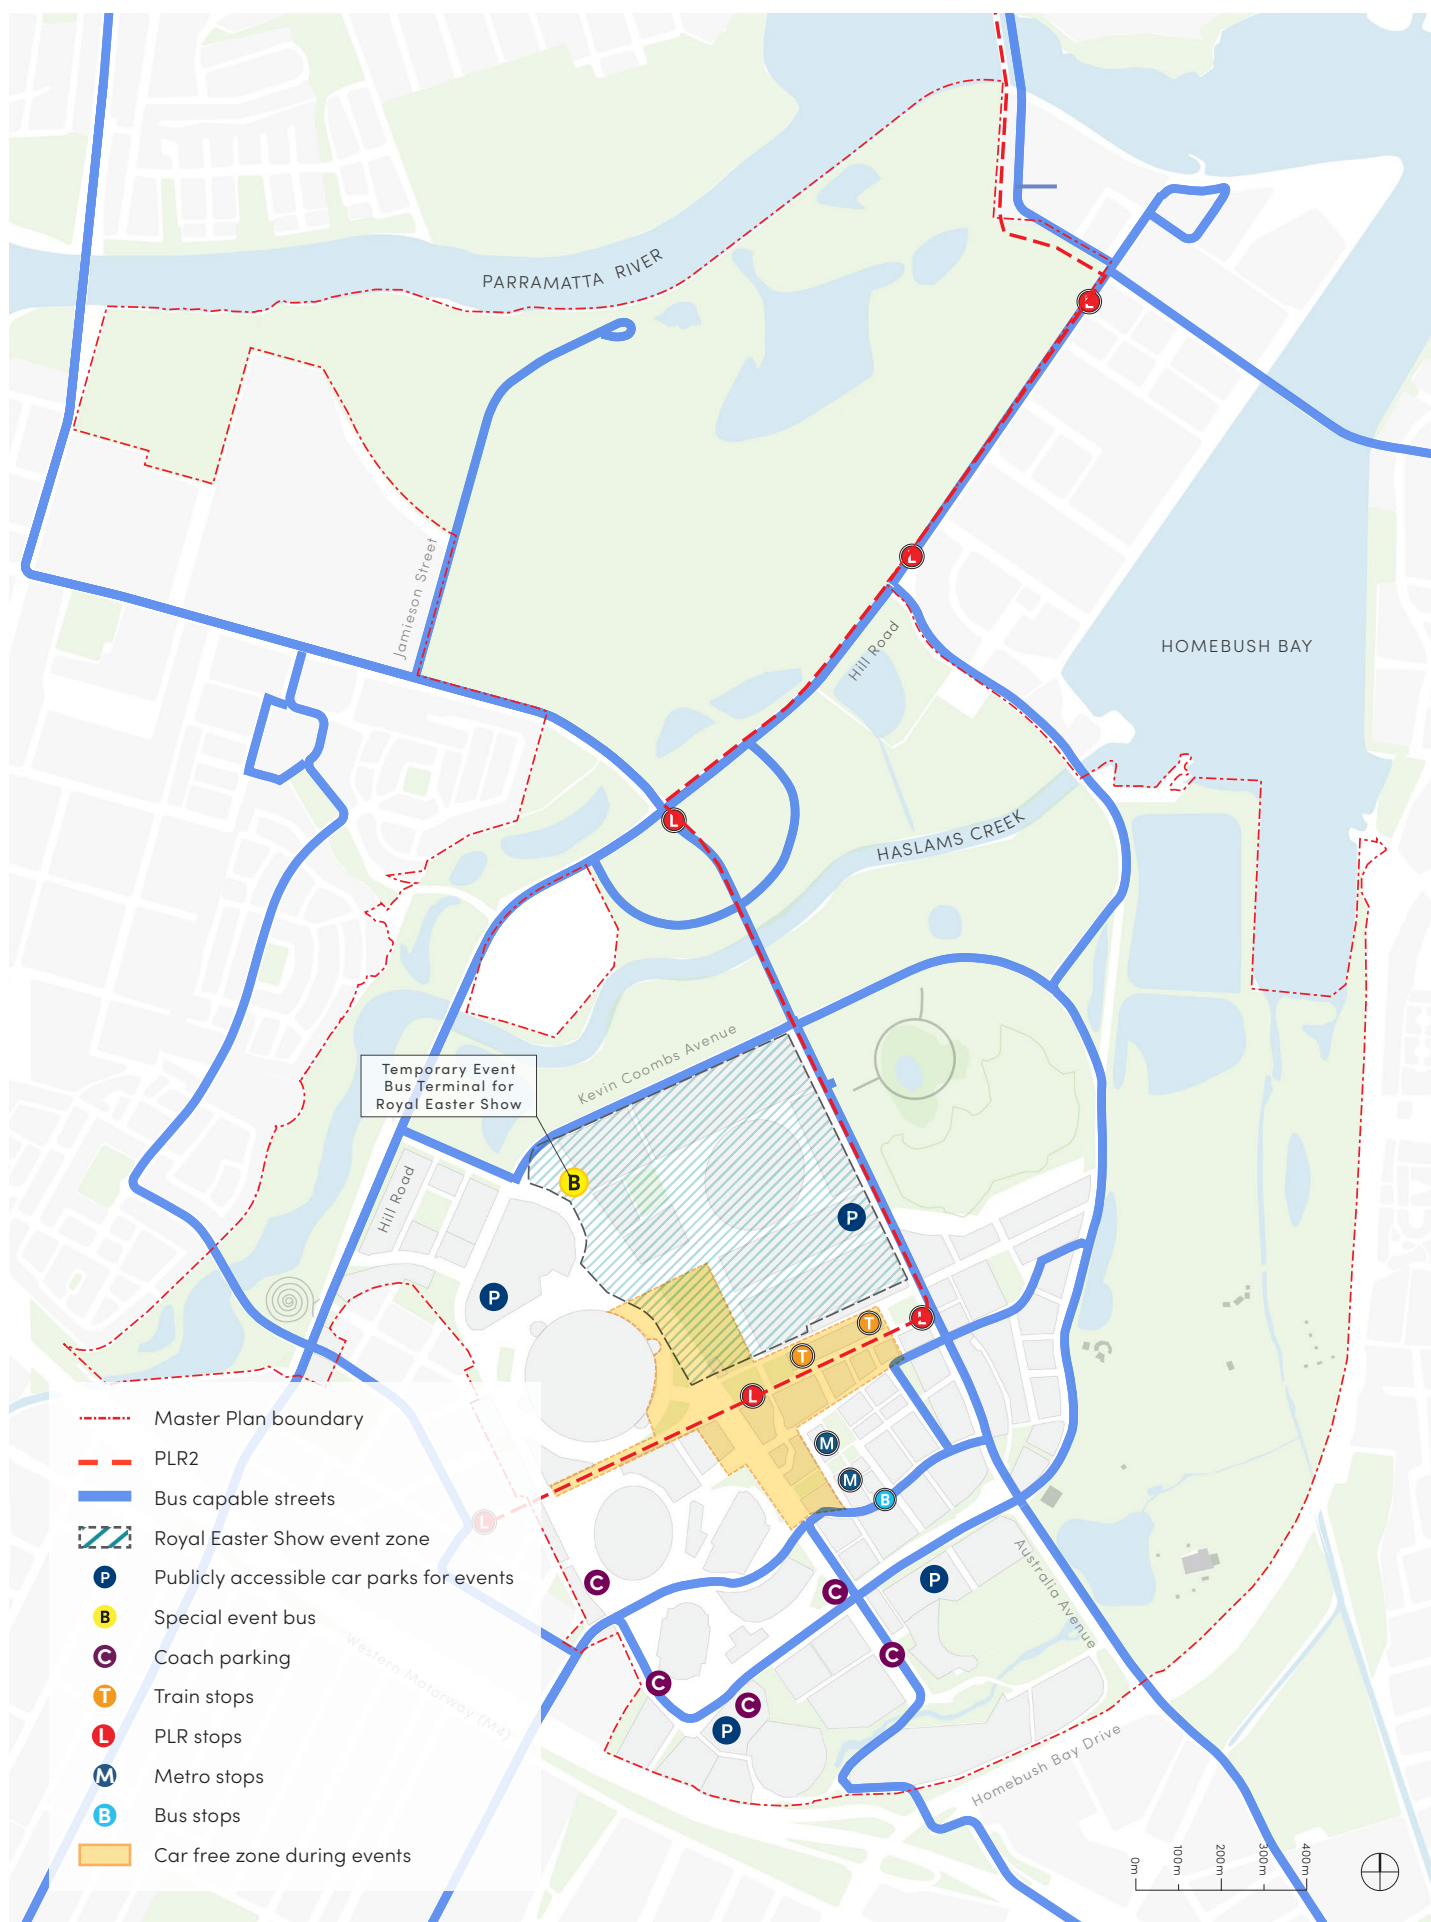 PARRAMATTA RIVER
Jamieson Street
Hill Road
HOMEBUSH BAY
HASLAMS CREEK
Kevin Coombs Avenue
Temporary Event
Bus Terminal for
Royal Easter Show
Hill Road
Australia Avenue
Homebush Bay Drive
Western Motorway (M4)
L
L
L
B
P
P
T
L
T
L
M
M
B
L
C
C
P
C
C
C
P
Master Plan boundary
PLR2
Bus capable streets
Royal Easter Show event zone
P Publicly accessible car parks for events
B Special event bus
C Coach parking
T Train stops
L PLR stops
M Metro stops
B Bus stops
Car free zone during events
0m 100m 200m 300m 400m